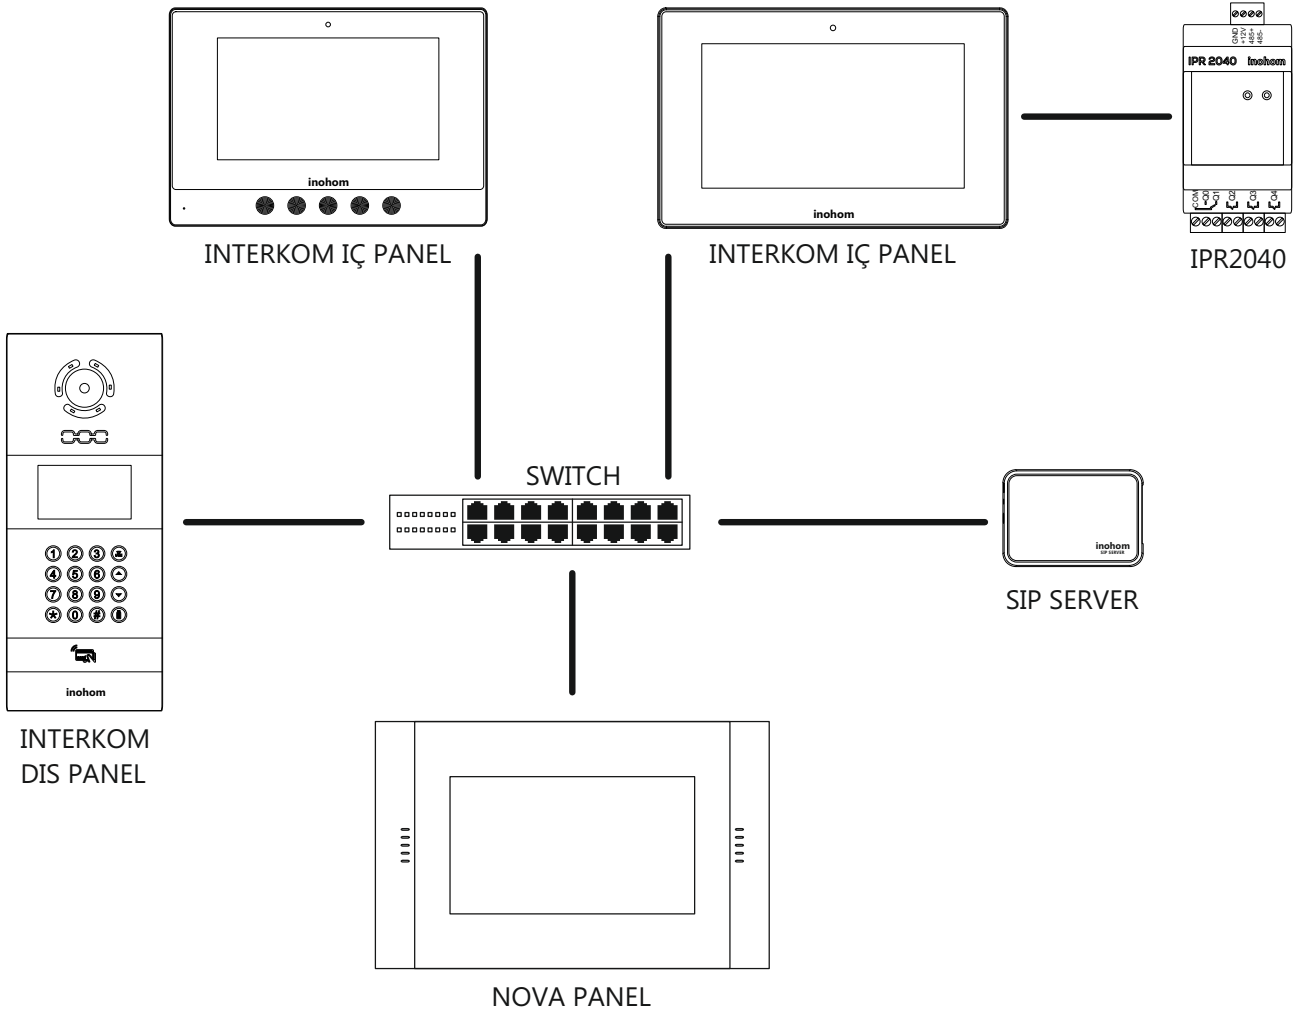 inohom
INTERKOM IÇ PANEL
inohom
INTERKOM IÇ PANEL
GND
+12V
485+
485-
IPR 2040 inohom
COM
Q0
Q1
Q2
Q3
Q4
IPR2040
1 2 3
4 5 6
7 8 9
* 0 #
inohom
INTERKOM
DIS PANEL
SWITCH
inohom
SIP SERVER
SIP SERVER
NOVA PANEL